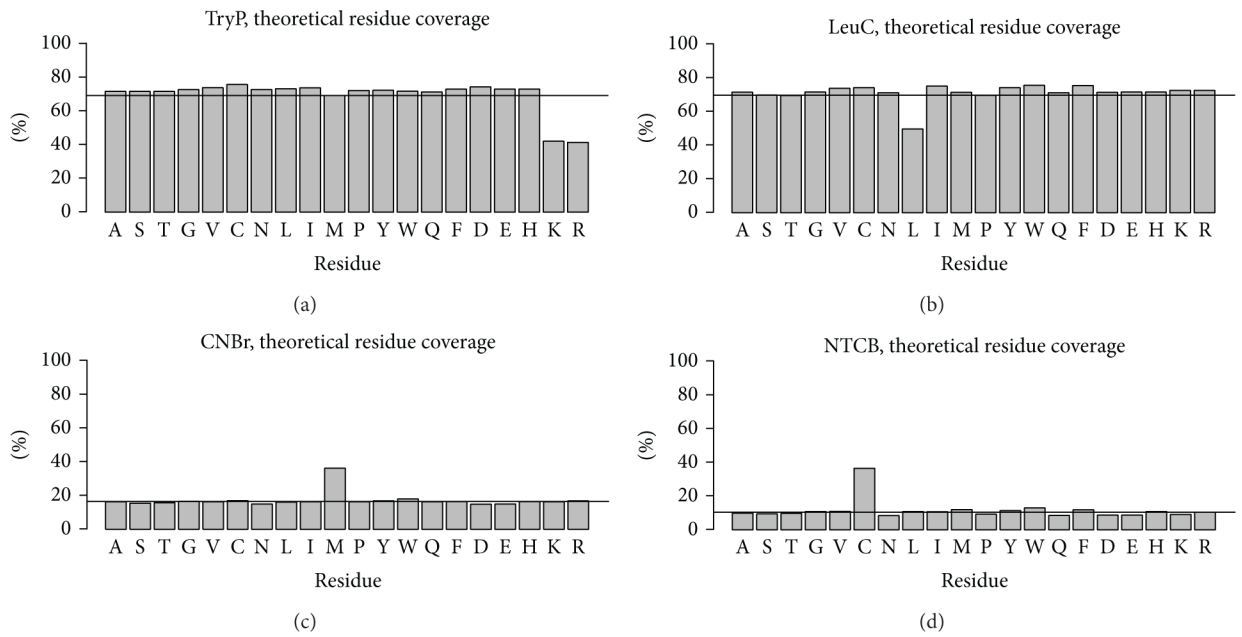 TryP, theoretical residue coverage
100
80
60
40
20
0
(%)
A S T G V C N L I M P Y W Q F D E H K R
Residue
(a)
LeuC, theoretical residue coverage
100
80
60
40
20
0
(%)
A S T G V C N L I M P Y W Q F D E H K R
Residue
(b)
CNBr, theoretical residue coverage
100
80
60
40
20
0
(%)
A S T G V C N L I M P Y W Q F D E H K R
Residue
(c)
NTCB, theoretical residue coverage
100
80
60
40
20
0
(%)
A S T G V C N L I M P Y W Q F D E H K R
Residue
(d)